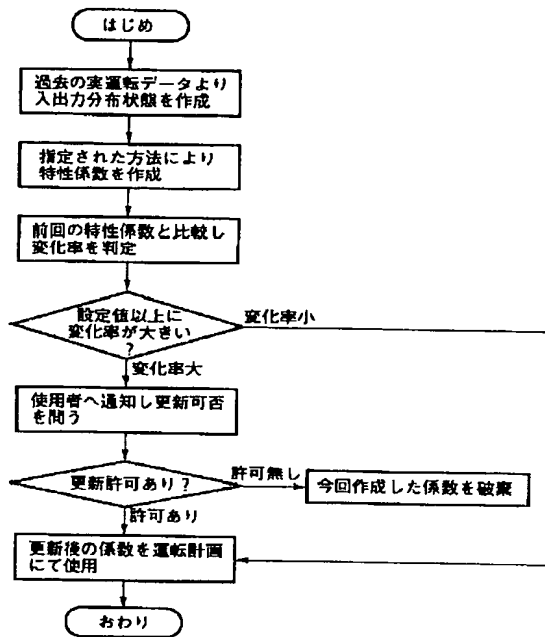 はじめ
過去の実運転データより
入出力分布状態を作成
指定された方法により
特性係数を作成
前回の特性係数と比較し
変化率を判定
設定値以上に
変化率が大きい
?
変化率小
変化率大
使用者へ通知し更新可否
を問う
更新許可あり?
許可無し
今回作成した係数を破棄
許可あり
更新後の係数を運転計画
にて使用
おわり